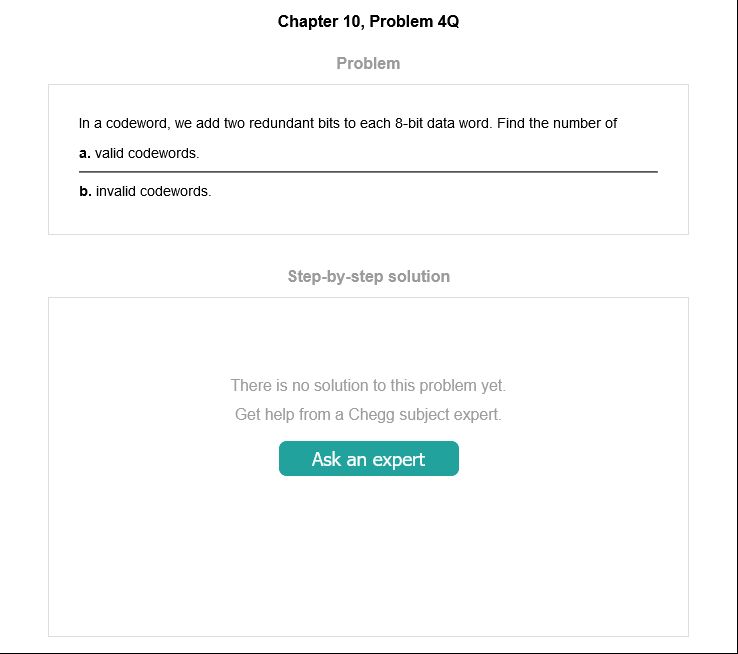 Chapter 10, Problem 4Q
Problem
In a codeword, we add two redundant bits to each 8-bit data word. Find the number of
a. valid codewords.
b. invalid codewords.
Step-by-step solution
There is no solution to this problem yet.
Get help from a Chegg subject expert.
Ask an expert